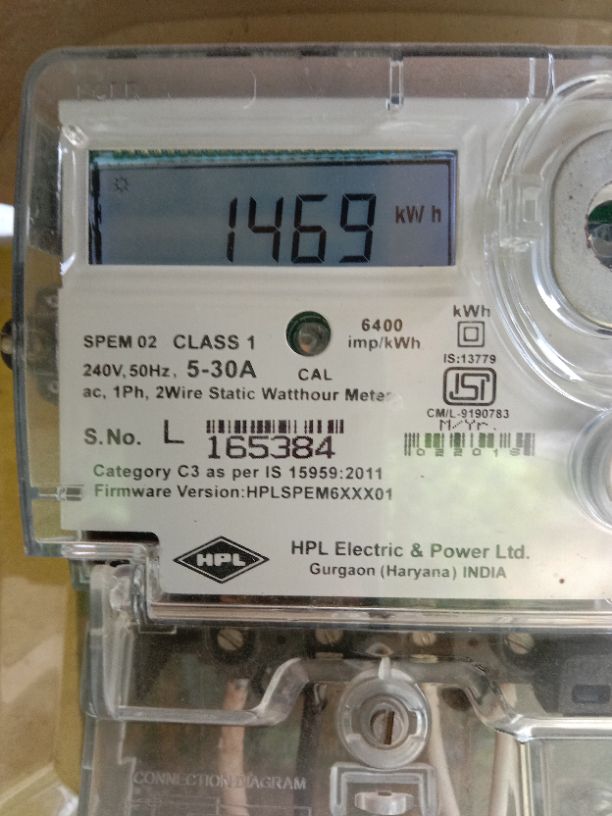 1469 kW h
6400
imp/kWh
kWh
SPEM 02 CLASS 1
CAL
IS:13779
240V, 50Hz, 5-30A
ac, 1Ph, 2Wire Static Watthour Meter
ISI
CM/L-9190783
M/Yr.
S.No. L 165384
Category C3 as per IS 15959:2011
Firmware Version:HPLSPEM6XXX01
HPL
HPL Electric & Power Ltd.
Gurgaon (Haryana) INDIA
CONNECTION DIAGRAM